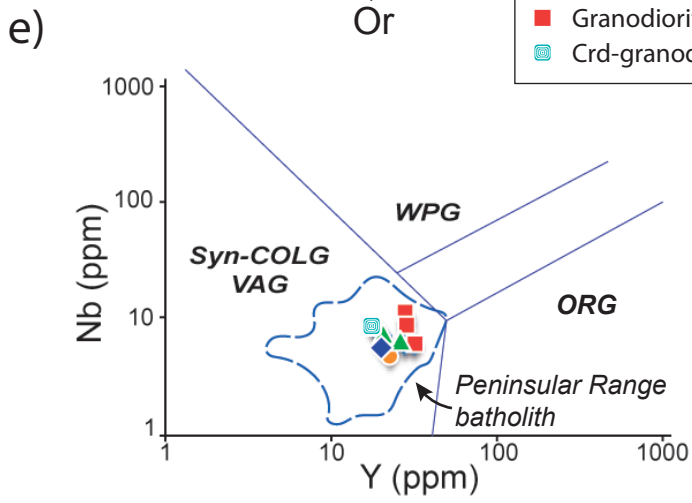 e)
Or
Granodiorit
Crd-granod
1000
100
10
1
Nb (ppm)
WPG
Syn-COLG
VAG
ORG
Peninsular Range
batholith
1
10
100
1000
Y (ppm)